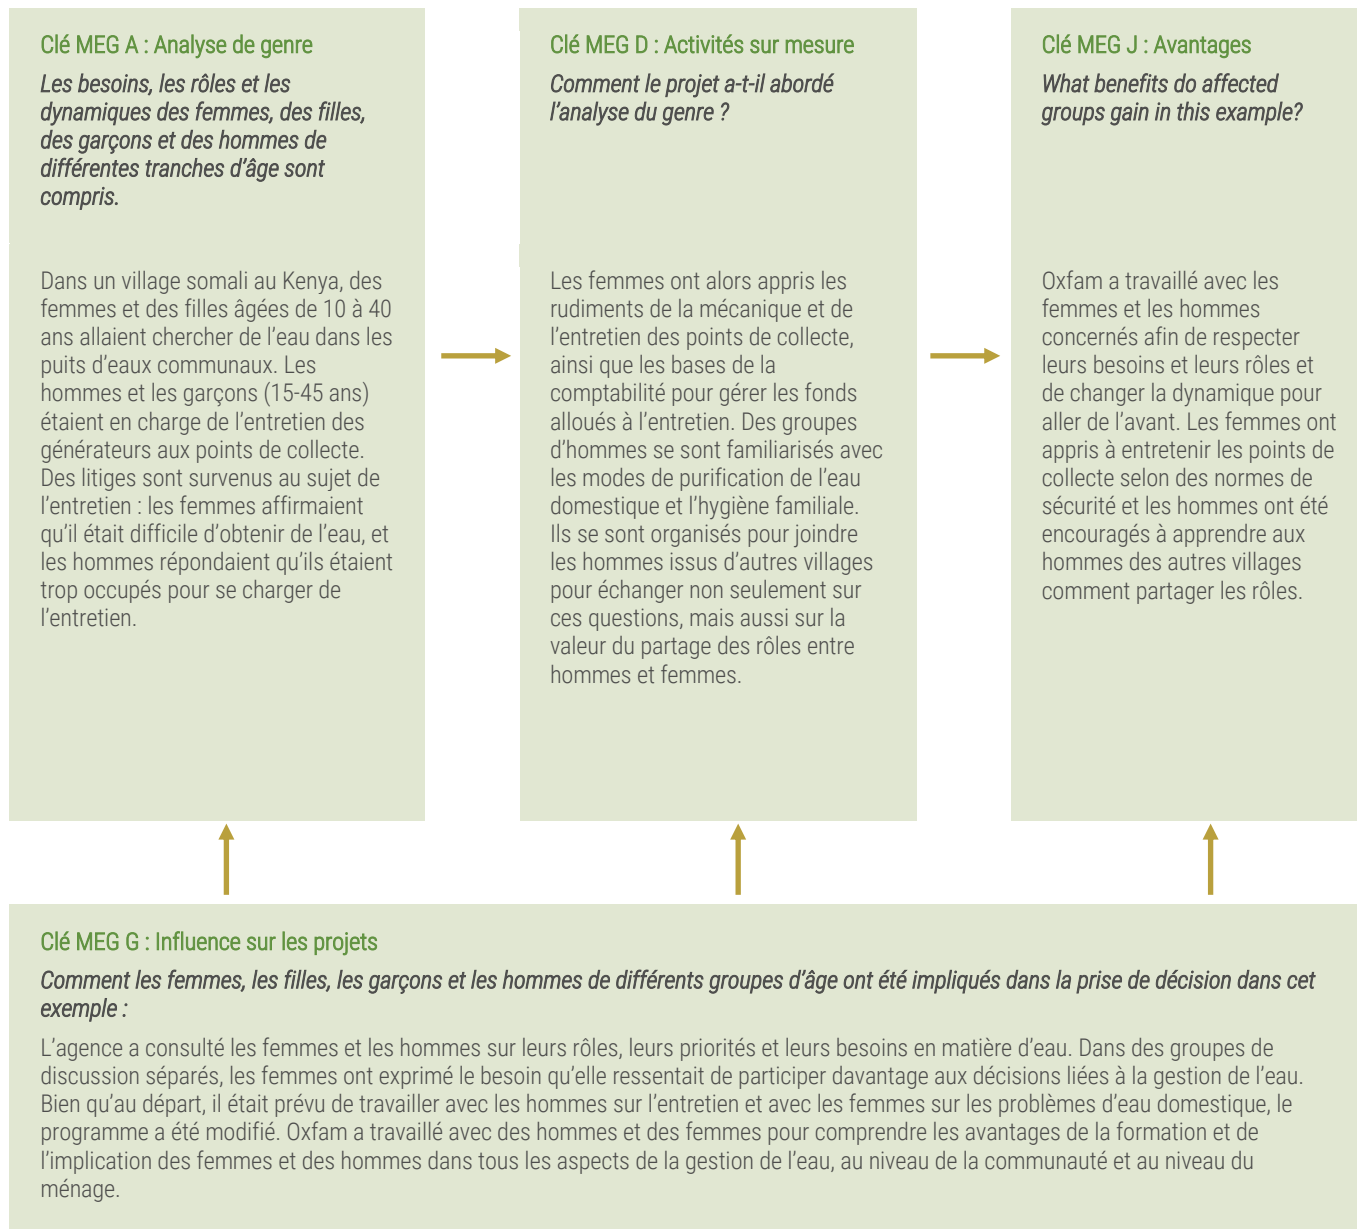 Clé MEG A : Analyse de genre
Les besoins, les rôles et les
dynamiques des femmes, des filles,
des garçons et des hommes de
différentes tranches d’âge sont
compris.
Dans un village somali au Kenya, des
femmes et des filles âgées de 10 à 40
ans allaient chercher de l’eau dans les
puits d’eaux communaux. Les
hommes et les garçons (15-45 ans)
étaient en charge de l’entretien des
générateurs aux points de collecte.
Des litiges sont survenus au sujet de
l’entretien : les femmes affirmaient
qu’il était difficile d’obtenir de l’eau, et
les hommes répondaient qu’ils étaient
trop occupés pour se charger de
l’entretien.
Clé MEG D : Activités sur mesure
Comment le projet a-t-il abordé
l’analyse du genre ?
Les femmes ont alors appris les
rudiments de la mécanique et de
l’entretien des points de collecte,
ainsi que les bases de la
comptabilité pour gérer les fonds
alloués à l’entretien. Des groupes
d’hommes se sont familiarisés avec
les modes de purification de l’eau
domestique et l’hygiène familiale.
Ils se sont organisés pour joindre
les hommes issus d’autres villages
pour échanger non seulement sur
ces questions, mais aussi sur la
valeur du partage des rôles entre
hommes et femmes.
Clé MEG J : Avantages
What benefits do affected
groups gain in this example?
Oxfam a travaillé avec les
femmes et les hommes
concernés afin de respecter
leurs besoins et leurs rôles et
de changer la dynamique pour
aller de l’avant. Les femmes ont
appris à entretenir les points de
collecte selon des normes de
sécurité et les hommes ont été
encouragés à apprendre aux
hommes des autres villages
comment partager les rôles.
Clé MEG G : Influence sur les projets
Comment les femmes, les filles, les garçons et les hommes de différents groupes d’âge ont été impliqués dans la prise de décision dans cet
exemple :
L’agence a consulté les femmes et les hommes sur leurs rôles, leurs priorités et leurs besoins en matière d’eau. Dans des groupes de
discussion séparés, les femmes ont exprimé le besoin qu’elle ressentait de participer davantage aux décisions liées à la gestion de l’eau.
Bien qu’au départ, il était prévu de travailler avec les hommes sur l’entretien et avec les femmes sur les problèmes d’eau domestique, le
programme a été modifié. Oxfam a travaillé avec des hommes et des femmes pour comprendre les avantages de la formation et de
l’implication des femmes et des hommes dans tous les aspects de la gestion de l’eau, au niveau de la communauté et au niveau du
ménage.